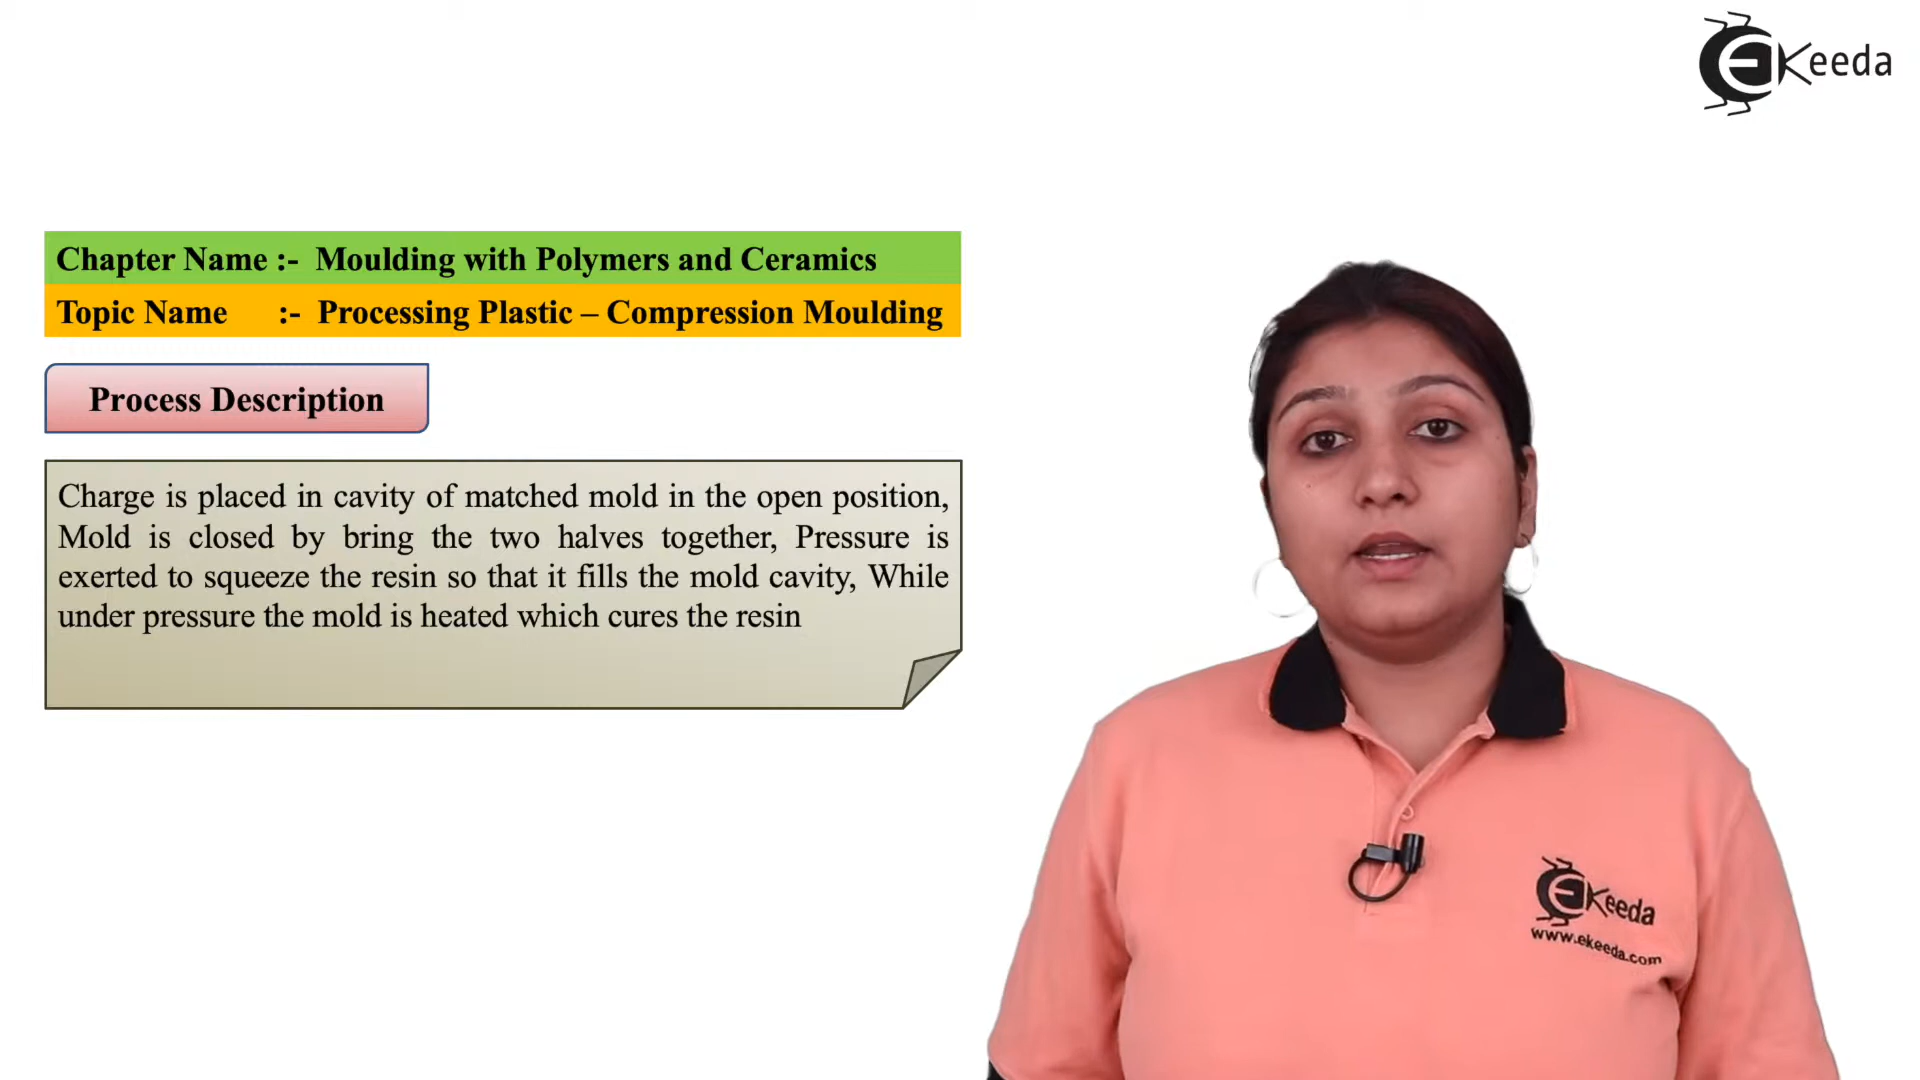 EKeeda
Chapter Name :- Moulding with Polymers and Ceramics
Topic Name :- Processing Plastic – Compression Moulding
Process Description
Charge is placed in cavity of matched mold in the open position,
Mold is closed by bring the two halves together, Pressure is
exerted to squeeze the resin so that it fills the mold cavity, While
under pressure the mold is heated which cures the resin
EKeeda
www.ekeeda.com